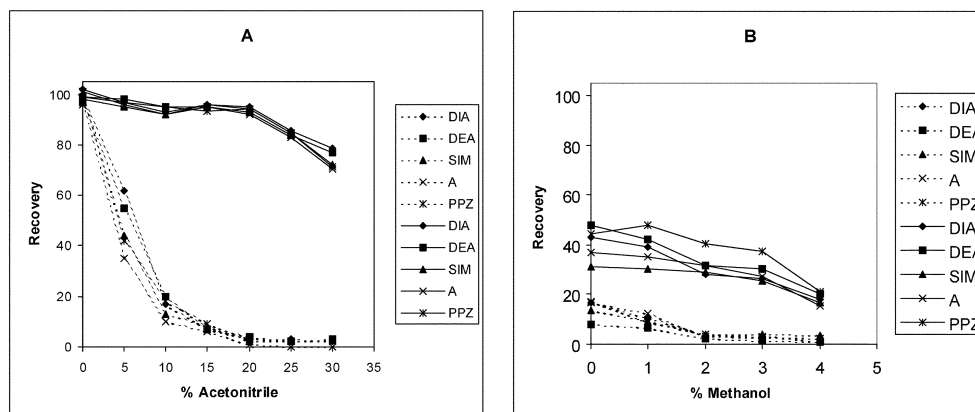 A
Recovery
100
80
60
40
20
0
0 5 10 15 20 25 30 35
% Acetonitrile
DIA
DEA
SIM
A
PPZ
DIA
DEA
SIM
A
PPZ
B
Recovery
100
80
60
40
20
0
0 1 2 3 4 5
% Methanol
DIA
DEA
SIM
A
PPZ
DIA
DEA
SIM
A
PPZ